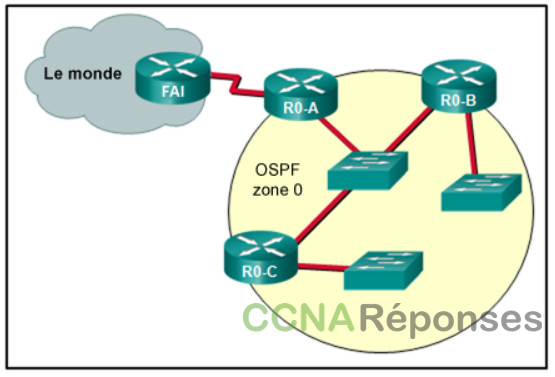 Le monde
FAI
R0-A
R0-B
OSPF
zone 0
R0-C
CCNARéponses